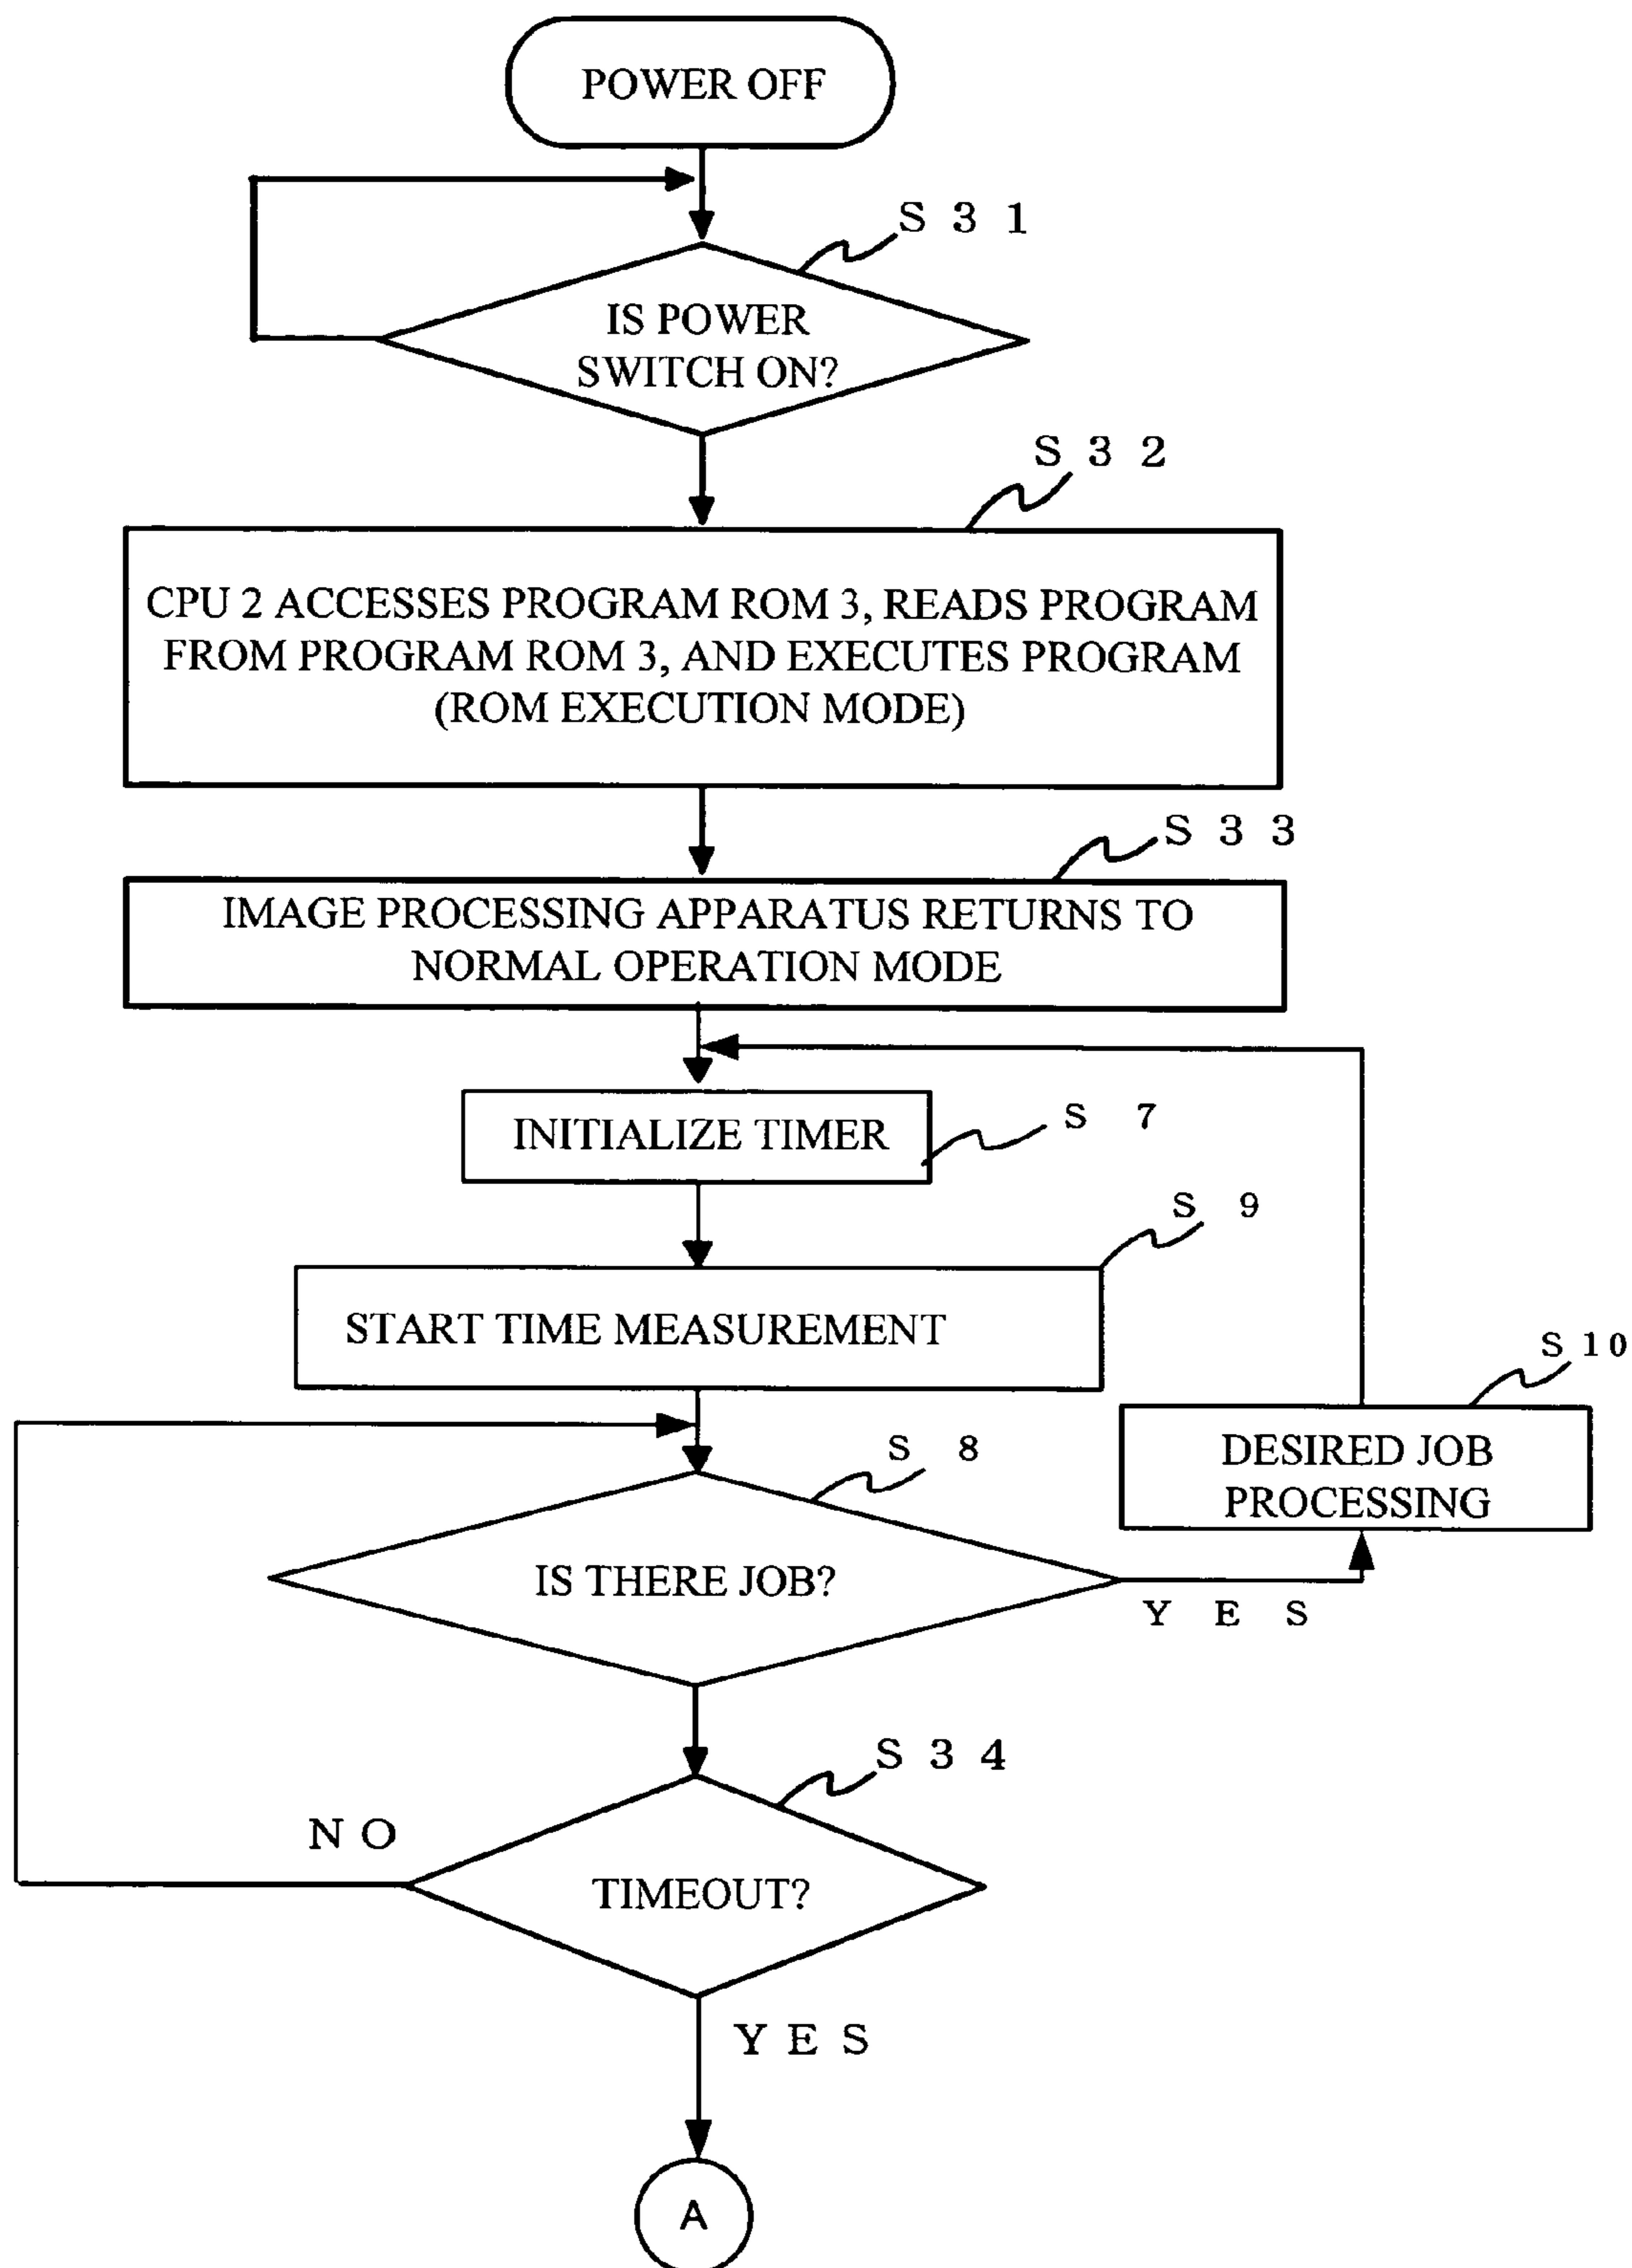 POWER OFF
S 3 1
IS POWER
SWITCH ON?
S 3 2
CPU 2 ACCESSES PROGRAM ROM 3, READS PROGRAM
FROM PROGRAM ROM 3, AND EXECUTES PROGRAM
(ROM EXECUTION MODE)
S 3 3
IMAGE PROCESSING APPARATUS RETURNS TO
NORMAL OPERATION MODE
INITIALIZE TIMER
S 7
S 9
START TIME MEASUREMENT
S 10
DESIRED JOB
PROCESSING
S 8
IS THERE JOB?
Y E S
S 3 4
N O
TIMEOUT?
Y E S
A